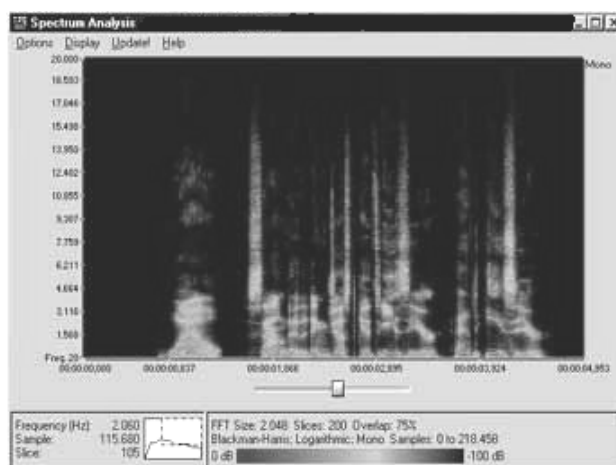 Spectrum Analysis
Options Display Update! Help
20.000
Mono
18.593
17.046
15.498
13.950
12.402
10.855
9.307
7.759
6.211
4.664
3.116
1.568
Freq. 20
00:00:00,000 00:00:00,837 00:00:01,868 00:00:02,895 00:00:03,924 00:00:04,953
Frequency (Hz): 2.060
Sample: 115.680
Slice: 105
FFT Size: 2.048 Slices: 200 Overlap: 75%
Blackman-Harris; Logarithmic; Mono Samples: 0 to 218.458
0 dB -100 dB